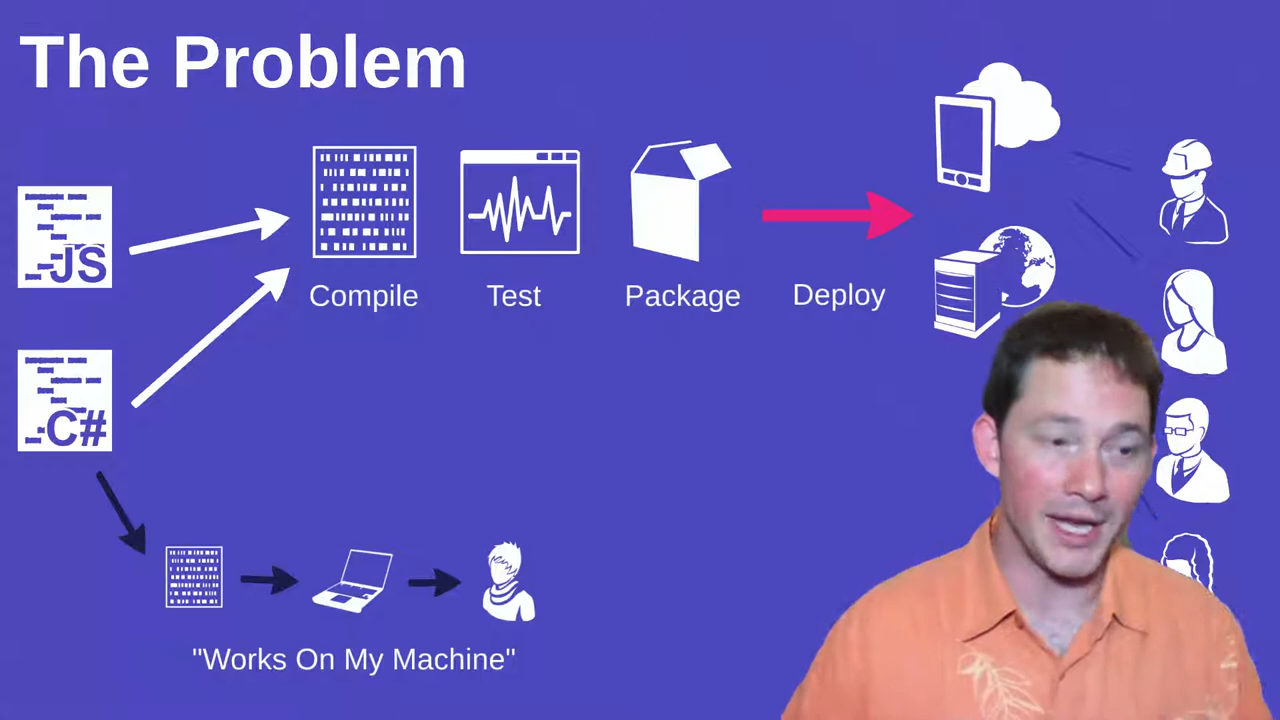 The Problem
JS
Compile
Test
Package
Deploy
C#
"Works On My Machine"